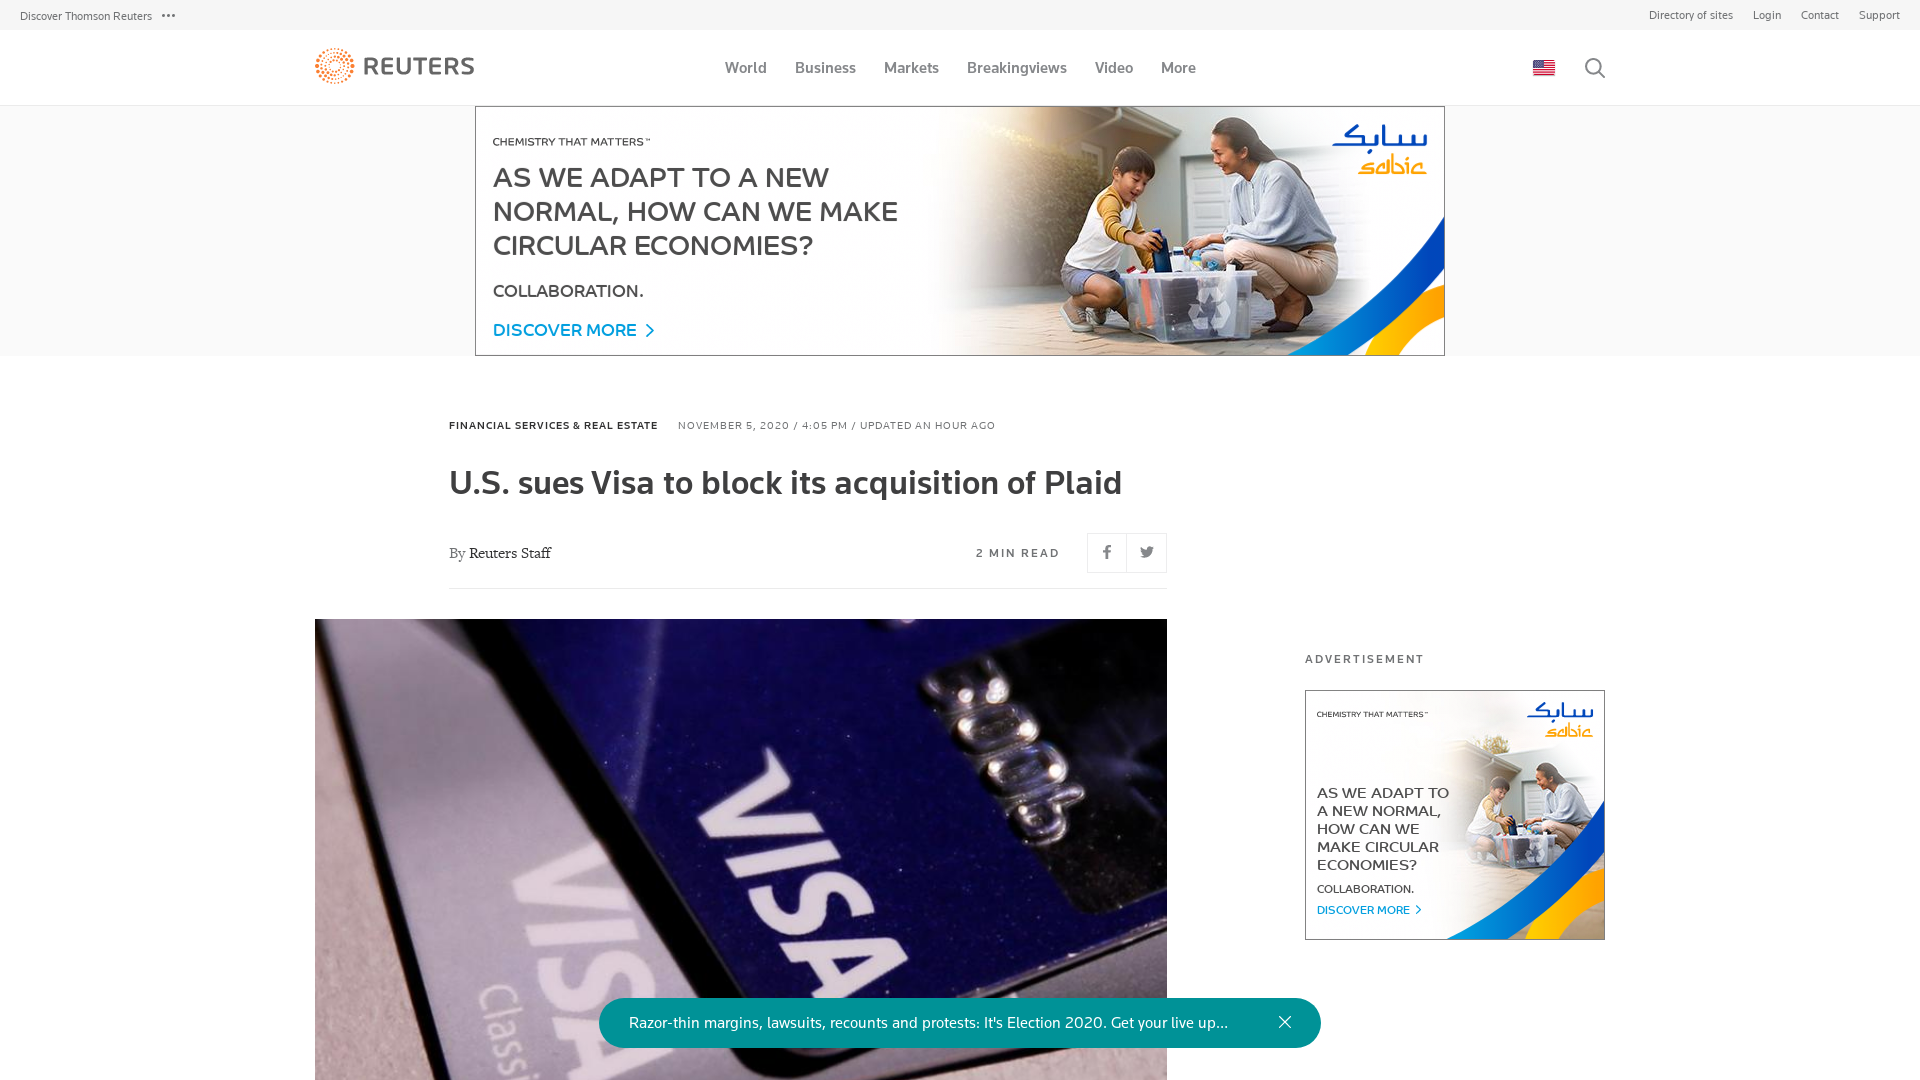 Discover Thomson Reuters
Directory of sites
Login
Contact
Support
REUTERS
World
Business
Markets
Breakingviews
Video
More
CHEMISTRY THAT MATTERS™
AS WE ADAPT TO A NEW
NORMAL, HOW CAN WE MAKE
CIRCULAR ECONOMIES?
COLLABORATION.
DISCOVER MORE
سابك
sabic
FINANCIAL SERVICES & REAL ESTATE
NOVEMBER 5, 2020 / 4:05 PM / UPDATED AN HOUR AGO
U.S. sues Visa to block its acquisition of Plaid
By Reuters Staff
2 MIN READ
VISA
VISA
Classi
ADVERTISEMENT
CHEMISTRY THAT MATTERS™
سابك
sabic
AS WE ADAPT TO
A NEW NORMAL,
HOW CAN WE
MAKE CIRCULAR
ECONOMIES?
COLLABORATION.
DISCOVER MORE
Razor-thin margins, lawsuits, recounts and protests: It's Election 2020. Get your live up...